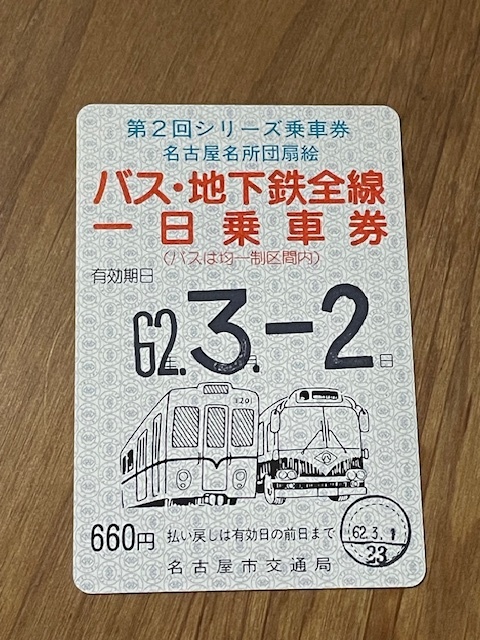 第2回シリーズ乗車券
名古屋名所団扇絵
バス・地下鉄全線
一日乗車券
(バスは均一制区間内)
有効期日
62.年3.月-2日
320
660円 払い戻しは有効日の前日まで
62.3.1
23
名古屋市交通局